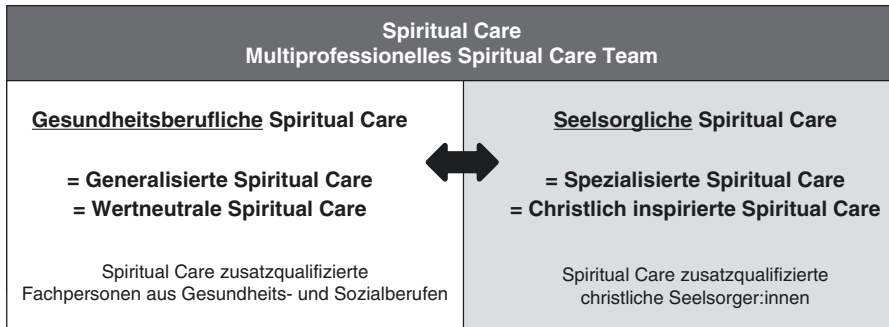 Spiritual Care
Multiprofessionelles Spiritual Care Team
Gesundheitsberufliche Spiritual Care
= Generalisierte Spiritual Care
= Wertneutrale Spiritual Care
Spiritual Care zusatzqualifizierte
Fachpersonen aus Gesundheits- und Sozialberufen
Seelsorgliche Spiritual Care
= Spezialisierte Spiritual Care
= Christlich inspirierte Spiritual Care
Spiritual Care zusatzqualifizierte
christliche Seelsorger:innen